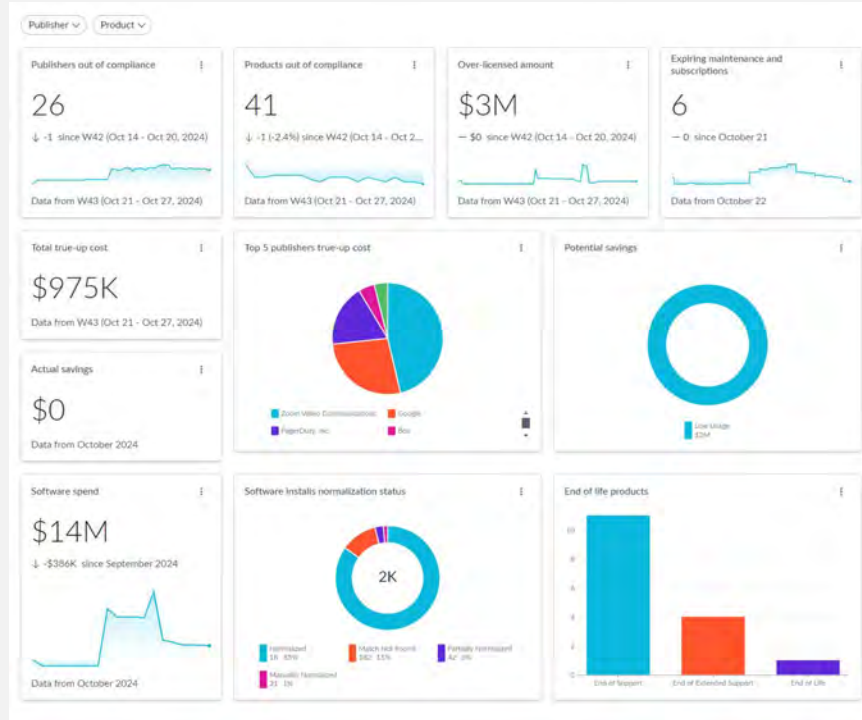 Publisher
Product
Publishers out of compliance
26
↓ -1 since W42 (Oct 14 - Oct 20, 2024)
Data from W43 (Oct 21 - Oct 27, 2024)
Products out of compliance
41
↓ -1 (-2.4%) since W42 (Oct 14 - Oct 2...
Data from W43 (Oct 21 - Oct 27, 2024)
Over-licensed amount
$3M
— $0 since W42 (Oct 14 - Oct 20, 2024)
Data from W43 (Oct 21 - Oct 27, 2024)
Expiring maintenance and
subscriptions
6
— 0 since October 21
Data from October 22
Total true-up cost
$975K
Data from W43 (Oct 21 - Oct 27, 2024)
Actual savings
$0
Data from October 2024
Top 5 publishers true-up cost
Zoom Video Communications
Google
PagerDuty, Inc.
Box
Potential savings
Low Usage
Software spend
$14M
↓ -$386K since September 2024
Data from October 2024
Software installs normalization status
2K
Normalized
Match Not Found
182 11%
Partially Normalized
Manually Normalized
End of life products
10
8
6
4
2
0
End of Support
End of Extended Support
End of Life